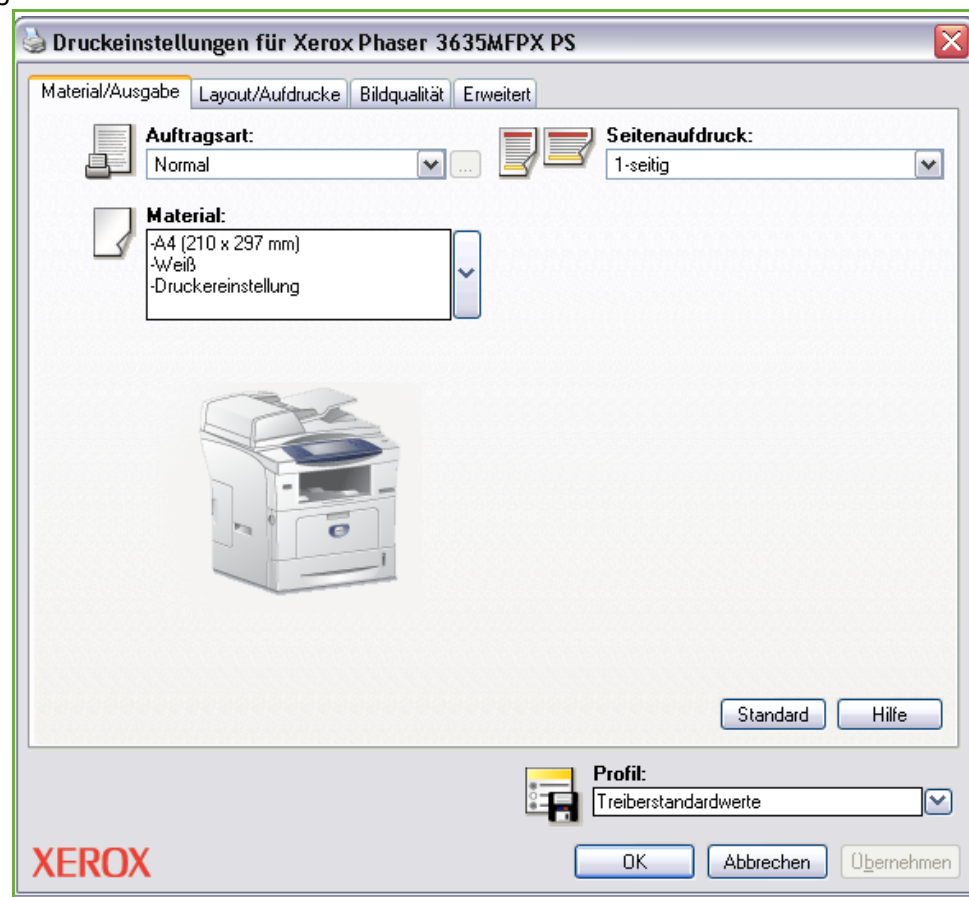 Druckeinstellungen für Xerox Phaser 3635MFPX PS
Material/Ausgabe Layout/Aufdrucke Bildqualität Erweitert
Auftragsart:
Normal
...
Seitenaufdruck:
1-seitig
Material:
-A4 (210 x 297 mm)
-Weiß
-Druckereinstellung
Standard Hilfe
Profil:
Treiberstandardwerte
XEROX
OK Abbrechen Übernehmen